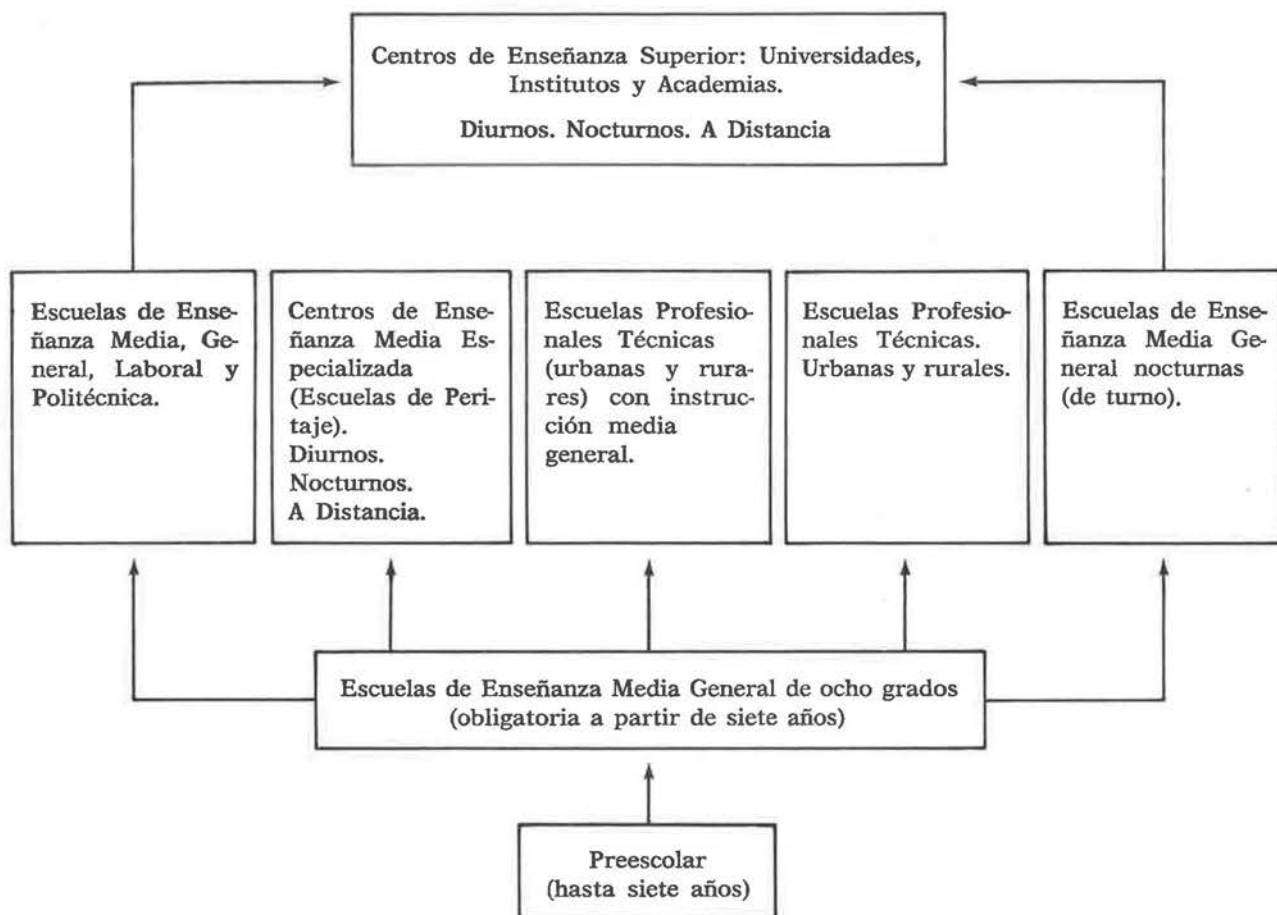 Centros de Enseñanza Superior: Universidades,
Institutos y Academias.
Diurnos. Nocturnos. A Distancia
Escuelas de Ense-
ñanza Media, Ge-
neral, Laboral y
Politécnica.
Centros de Ense-
ñanza Media Es-
pecializada
(Escuelas de Peri-
taje).
Diurnos.
Nocturnos.
A Distancia.
Escuelas Profesio-
nales Técnicas
(urbanas y rura-
res) con instruc-
ción media
general.
Escuelas Profesio-
nales Técnicas.
Urbanas y rurales.
Escuelas de Ense-
ñanza Media Ge-
neral nocturnas
(de turno).
Escuelas de Enseñanza Media General de ocho grados
(obligatoria a partir de siete años)
Preescolar
(hasta siete años)